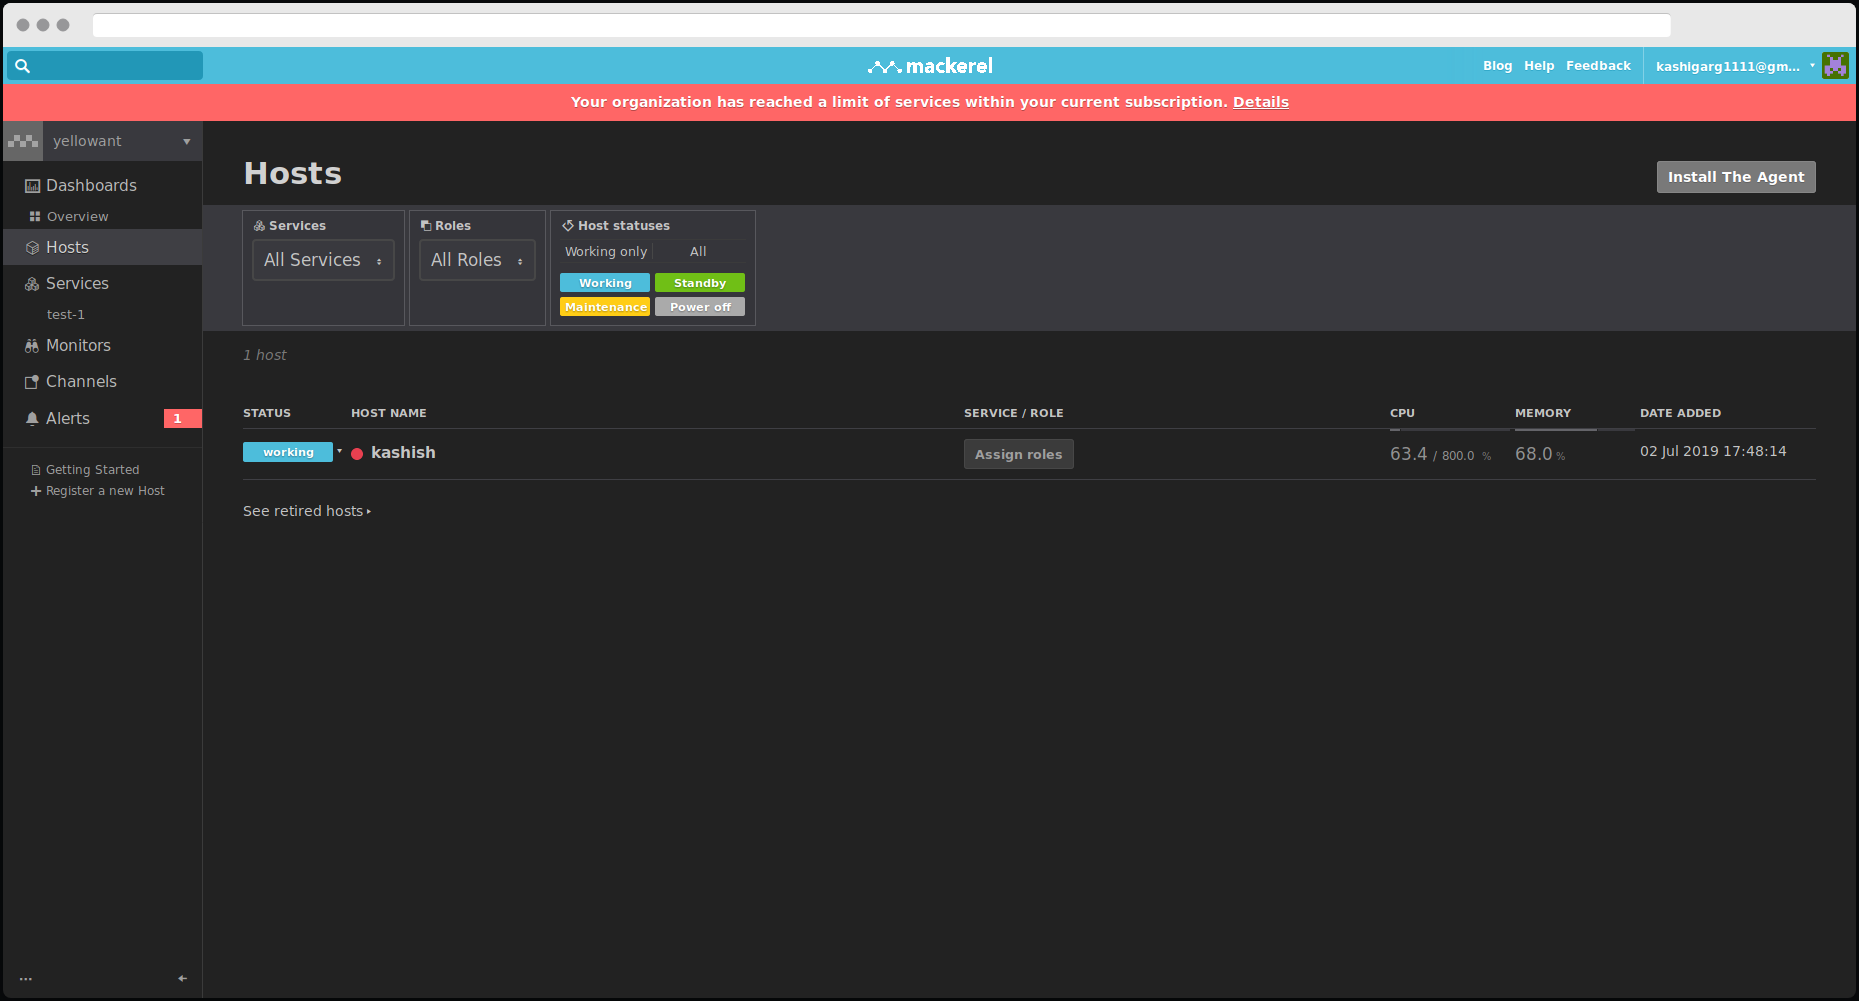 mackerel
Blog Help Feedback kashigarg1111@gm...
Your organization has reached a limit of services within your current subscription. Details
yellowant
Dashboards
Overview
Hosts
Services
test-1
Monitors
Channels
Alerts 1
Getting Started
Register a new Host
Hosts
Install The Agent
Services
All Services
Roles
All Roles
Host statuses
Working only All
Working Standby
Maintenance Power off
1 host
STATUS HOST NAME SERVICE / ROLE CPU MEMORY DATE ADDED
working kashish Assign roles 63.4 / 800.0 % 68.0 % 02 Jul 2019 17:48:14
See retired hosts